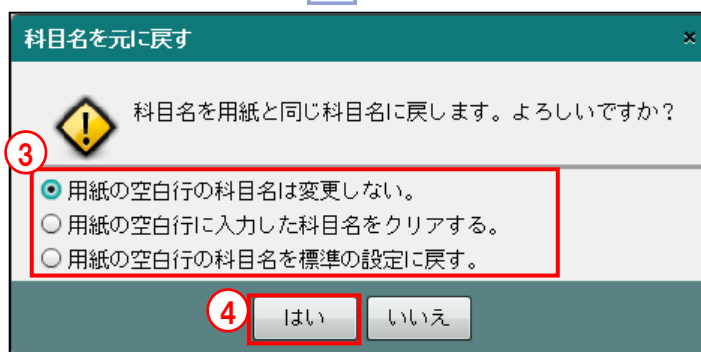 科目名を元に戻す
×
科目名を用紙と同じ科目名に戻します。よろしいですか？
③
用紙の空白行の科目名は変更しない。
用紙の空白行に入力した科目名をクリアする。
用紙の空白行の科目名を標準の設定に戻す。
④ はい いいえ